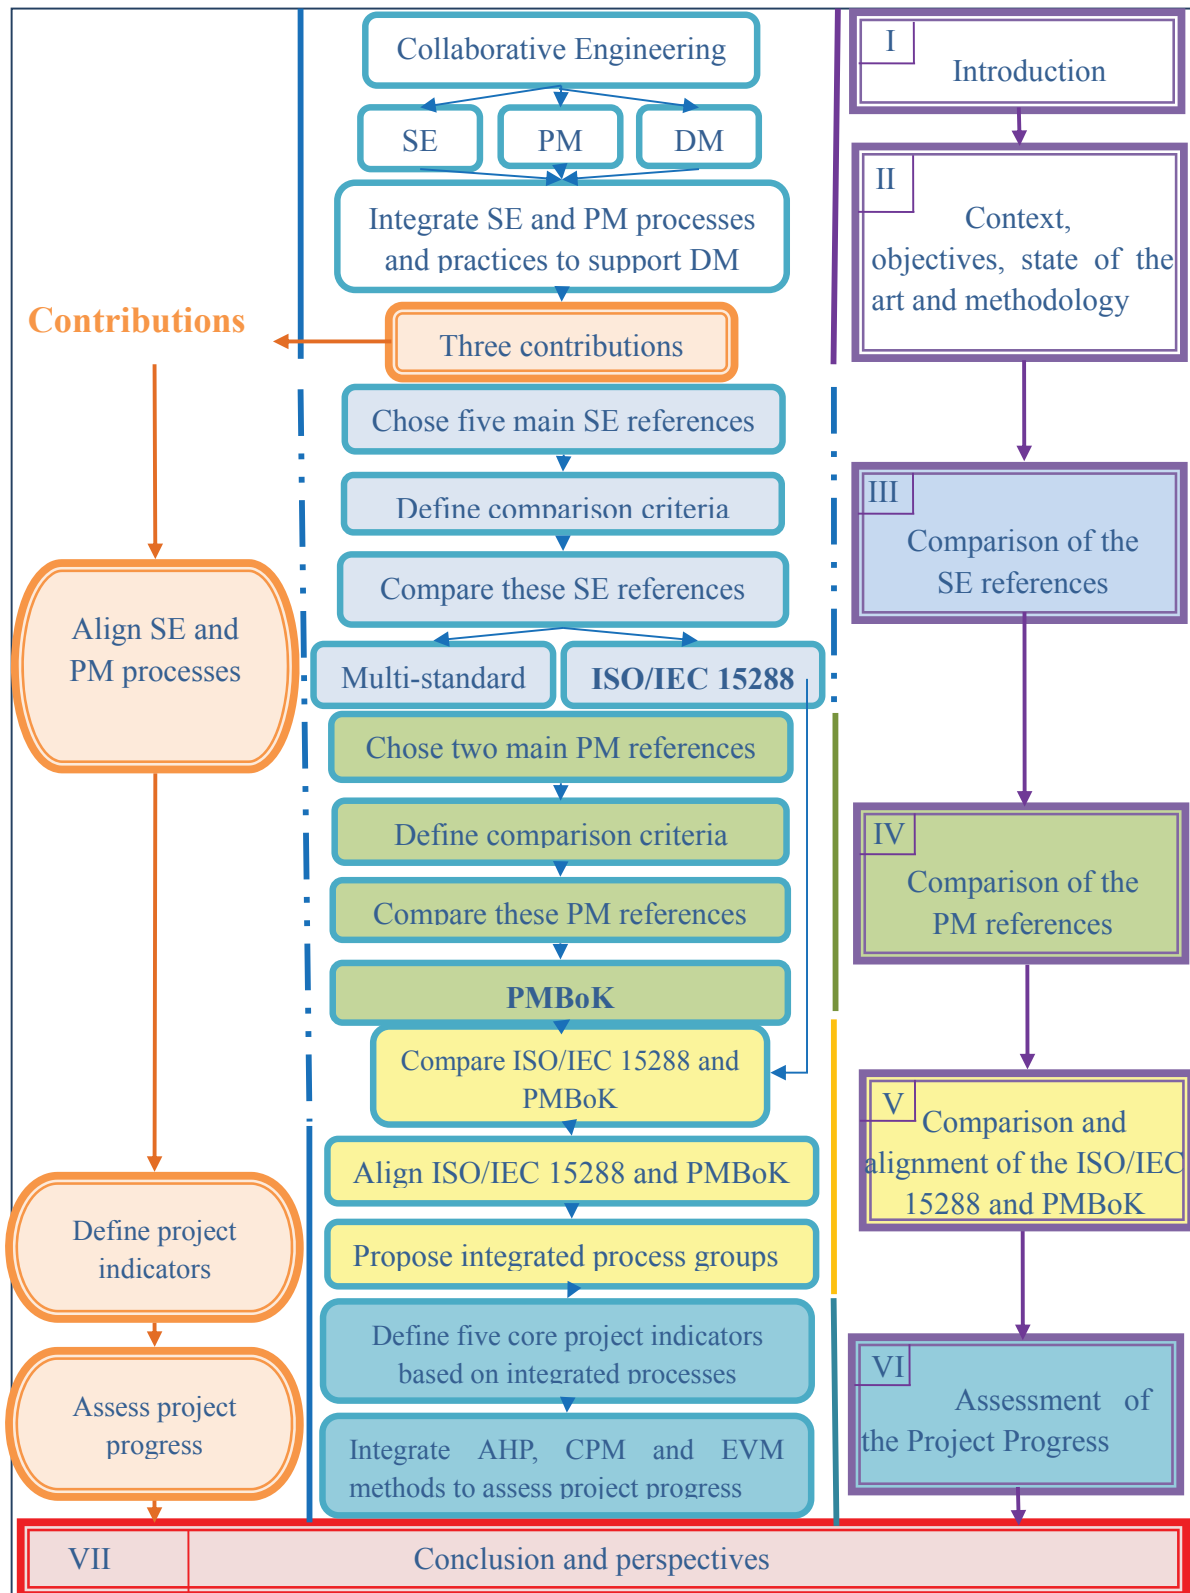 Contributions
Align SE and
PM processes
Define project
indicators
Assess project
progress
Collaborative Engineering
SE
PM
DM
Integrate SE and PM processes
and practices to support DM
Three contributions
Chose five main SE references
Define comparison criteria
Compare these SE references
Multi-standard
ISO/IEC 15288
Chose two main PM references
Define comparison criteria
Compare these PM references
PMBoK
Compare ISO/IEC 15288 and
PMBoK
Align ISO/IEC 15288 and PMBoK
Propose integrated process groups
Define five core project indicators
based on integrated processes
Integrate AHP, CPM and EVM
methods to assess project progress
I
Introduction
II
Context,
objectives, state of the
art and methodology
III
Comparison of the
SE references
IV
Comparison of the
PM references
V
Comparison and
alignment of the ISO/IEC
15288 and PMBoK
VI
Assessment of
the Project Progress
VII
Conclusion and perspectives